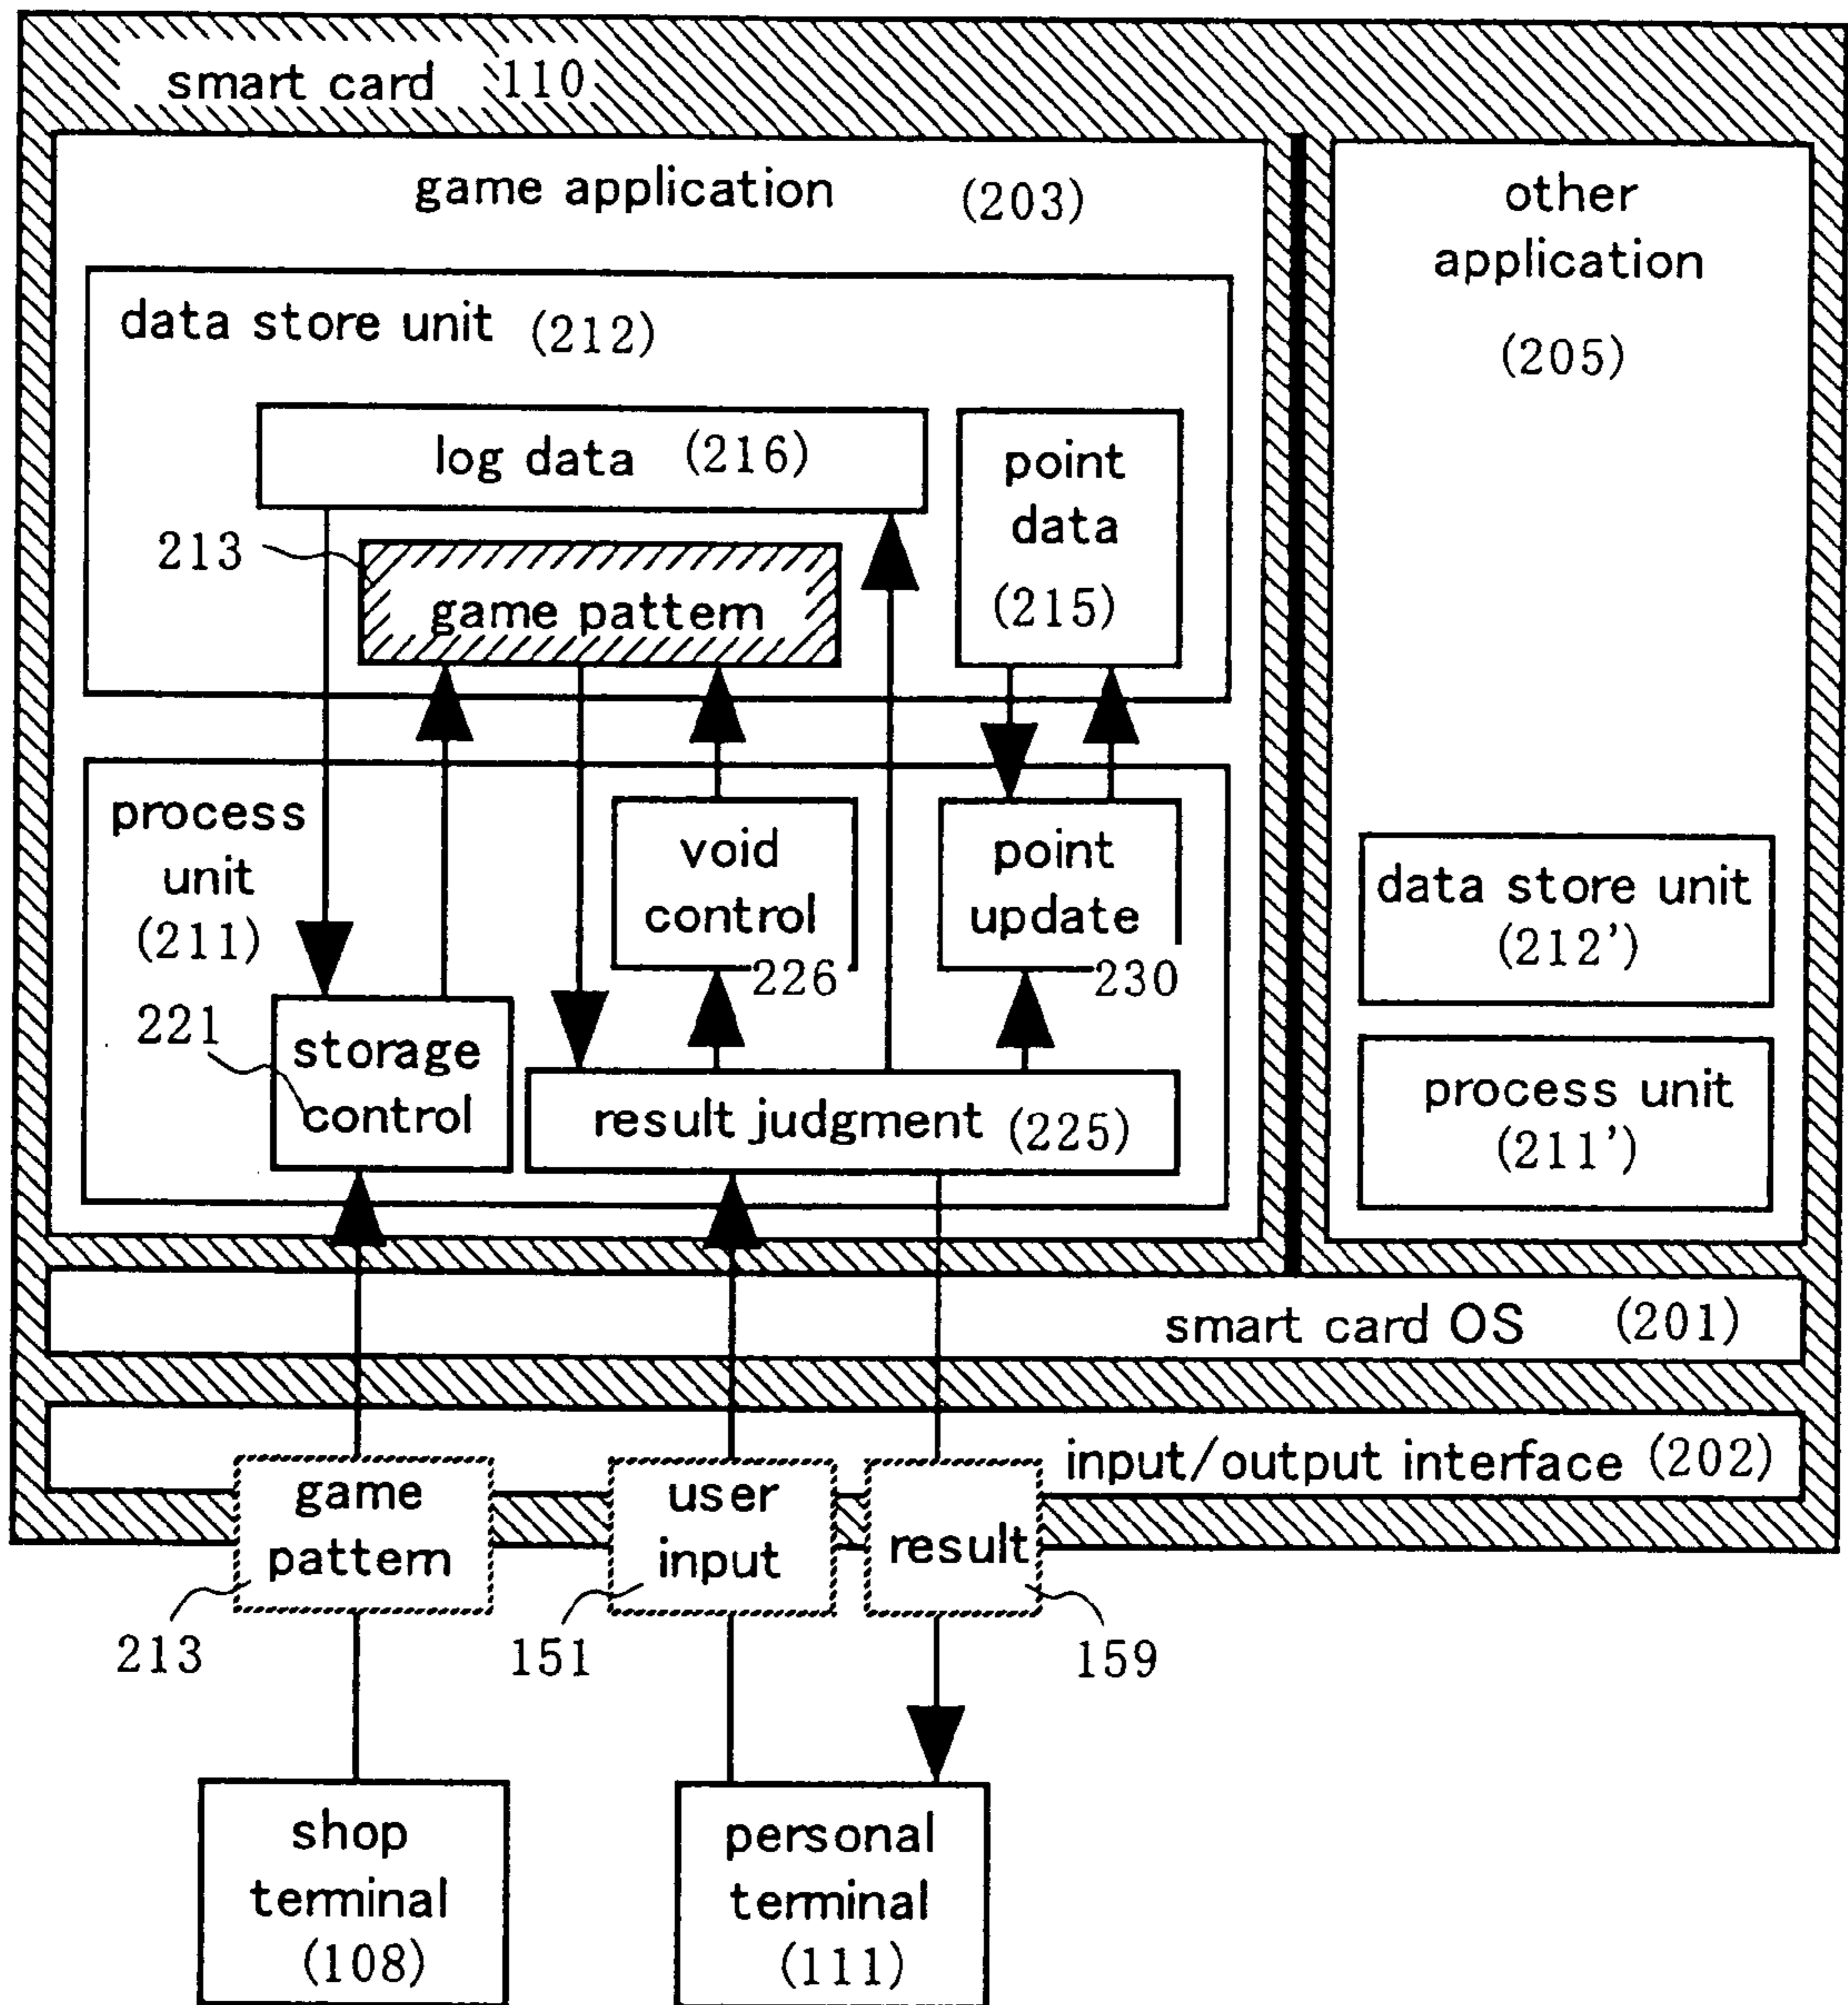 smart card 110
game application (203)
other
application
(205)
data store unit (212)
log data (216)
point
data
(215)
213
game pattern
process
unit
(211)
void
control
226
point
update
230
221
storage
control
result judgment (225)
data store unit
(212')
process unit
(211')
smart card OS (201)
input/output interface (202)
game
pattern
213
user
input
151
result
159
shop
terminal
(108)
personal
terminal
(111)